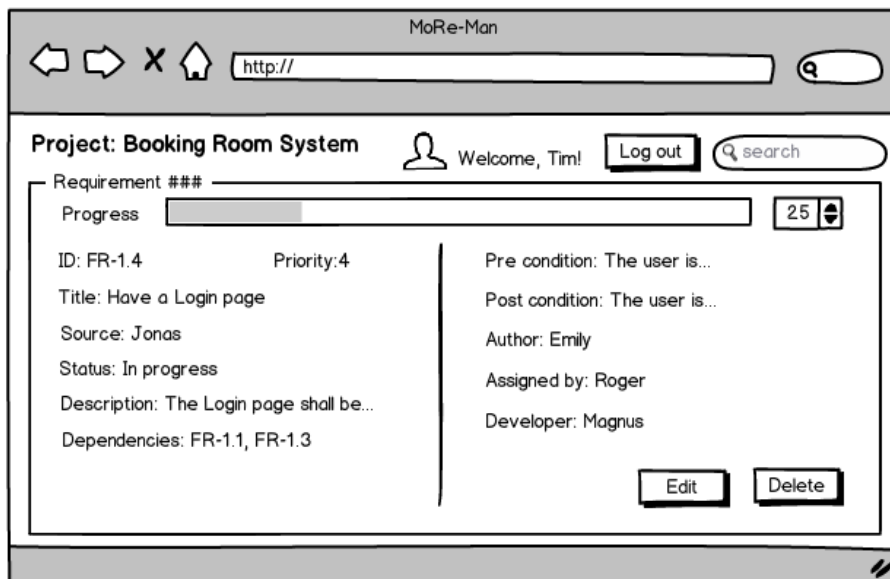 MoRe-Man
http://
Project: Booking Room System
Welcome, Tim!
Log out
search
Requirement ###
Progress
25
ID: FR-1.4
Priority:4
Title: Have a Login page
Source: Jonas
Status: In progress
Description: The Login page shall be...
Dependencies: FR-1.1, FR-1.3
Pre condition: The user is...
Post condition: The user is...
Author: Emily
Assigned by: Roger
Developer: Magnus
Edit
Delete